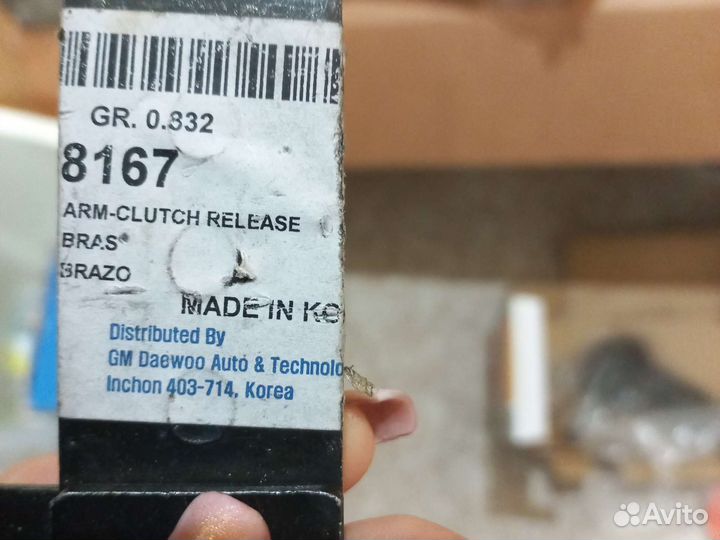 GR. 0.832
8167
ARM-CLUTCH RELEASE
BRAS
BRAZO
MADE IN KO
Distributed By
GM Daewoo Auto & Technolo
Inchon 403-714, Korea
Avito